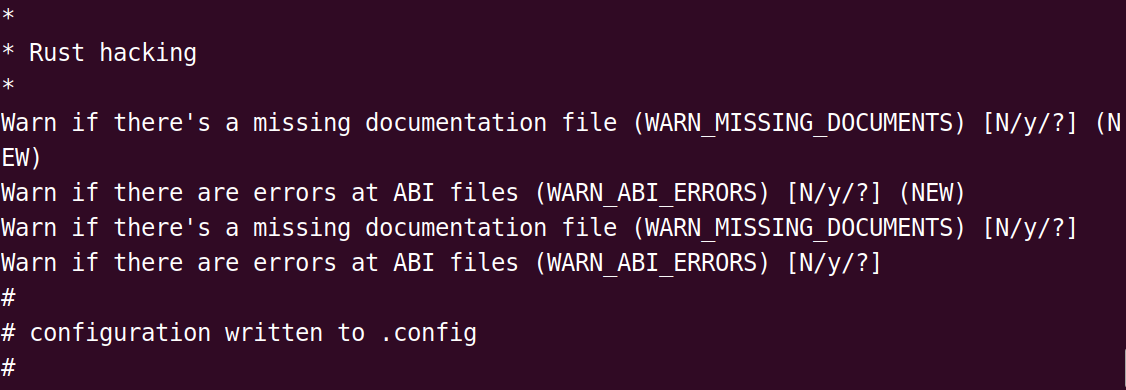 *
* Rust hacking
*
Warn if there's a missing documentation file (WARN_MISSING_DOCUMENTS) [N/y/?] (N
EW)
Warn if there are errors at ABI files (WARN_ABI_ERRORS) [N/y/?] (NEW)
Warn if there's a missing documentation file (WARN_MISSING_DOCUMENTS) [N/y/?]
Warn if there are errors at ABI files (WARN_ABI_ERRORS) [N/y/?]
#
# configuration written to .config
#